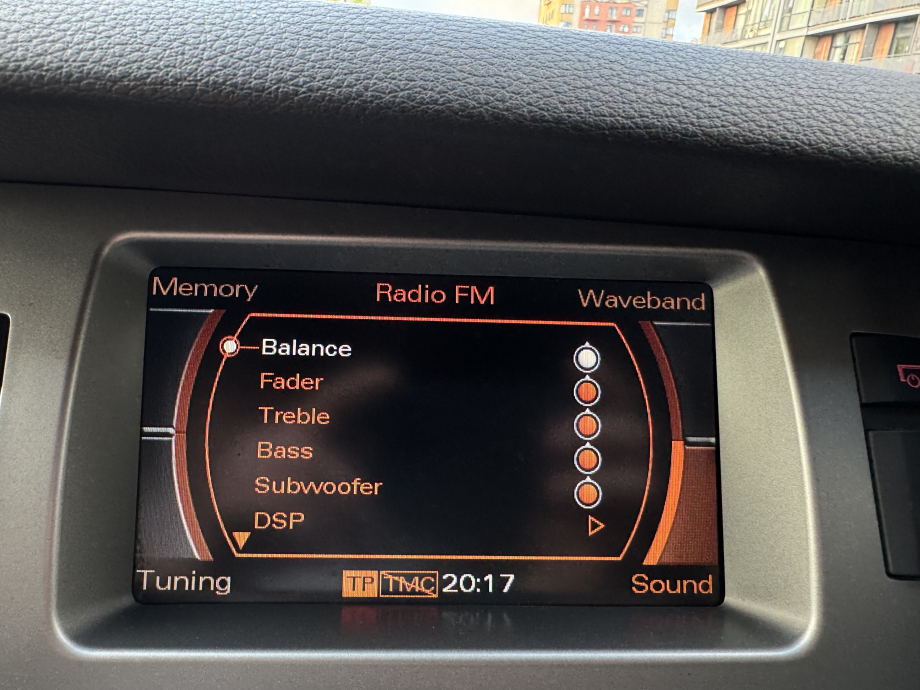 Memory Radio FM Waveband
Balance
Fader
Treble
Bass
Subwoofer
DSP
Tuning TP TMC 20:17 Sound